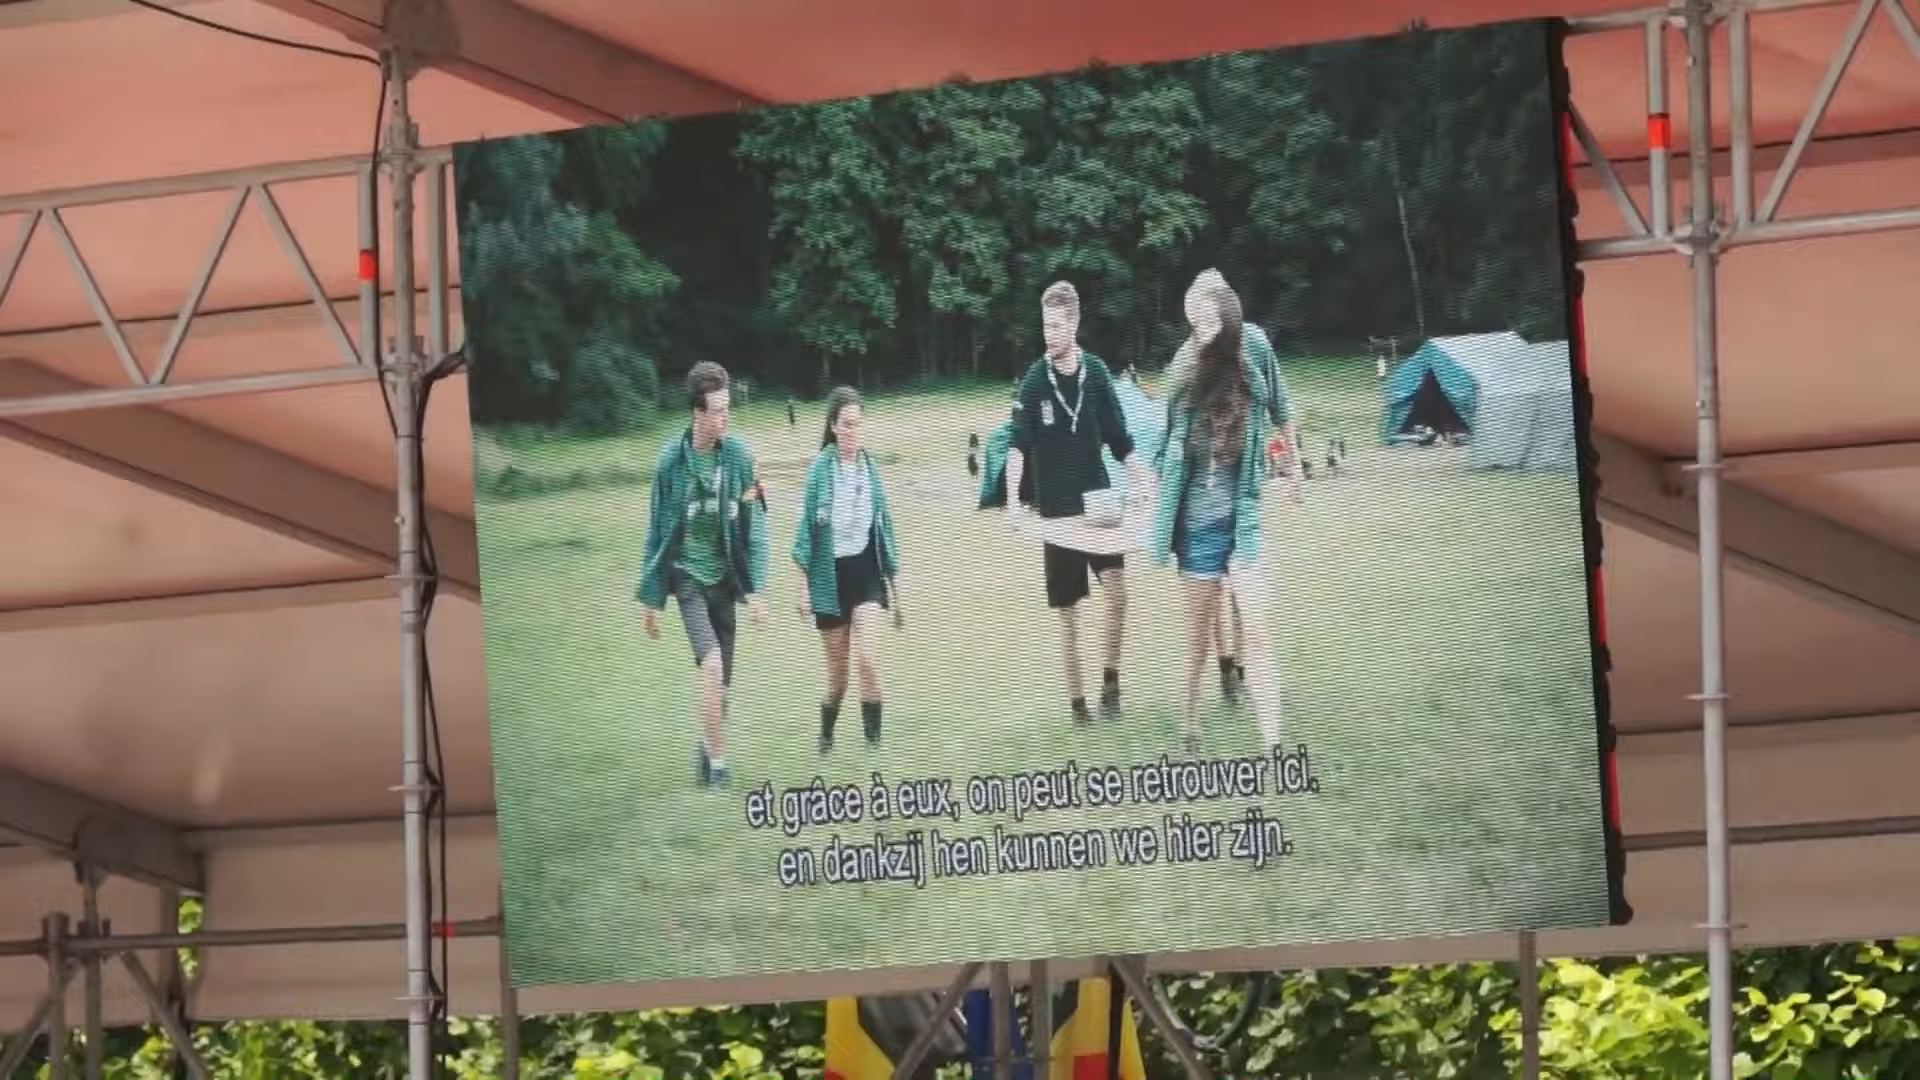 et grâce à eux, on peut se retrouver ici.
en dankzij hen kunnen we hier zijn.